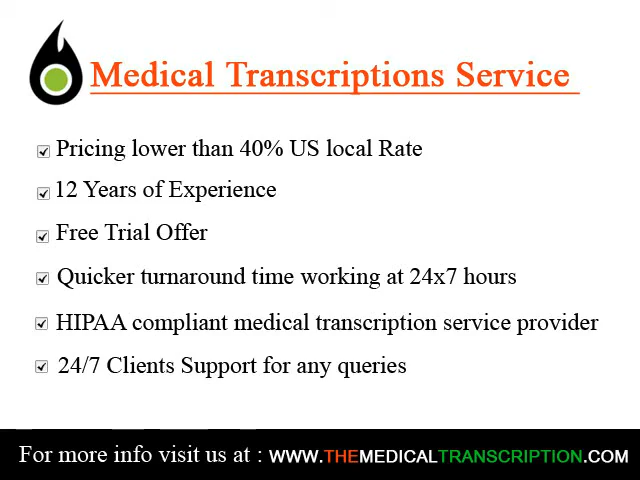 Medical Transcriptions Service
Pricing lower than 40% US local Rate
12 Years of Experience
Free Trial Offer
Quicker turnaround time working at 24x7 hours
HIPAA compliant medical transcription service provider
24/7 Clients Support for any queries
For more info visit us at : WWW.THEMEDICALTRANSCRIPTION.COM